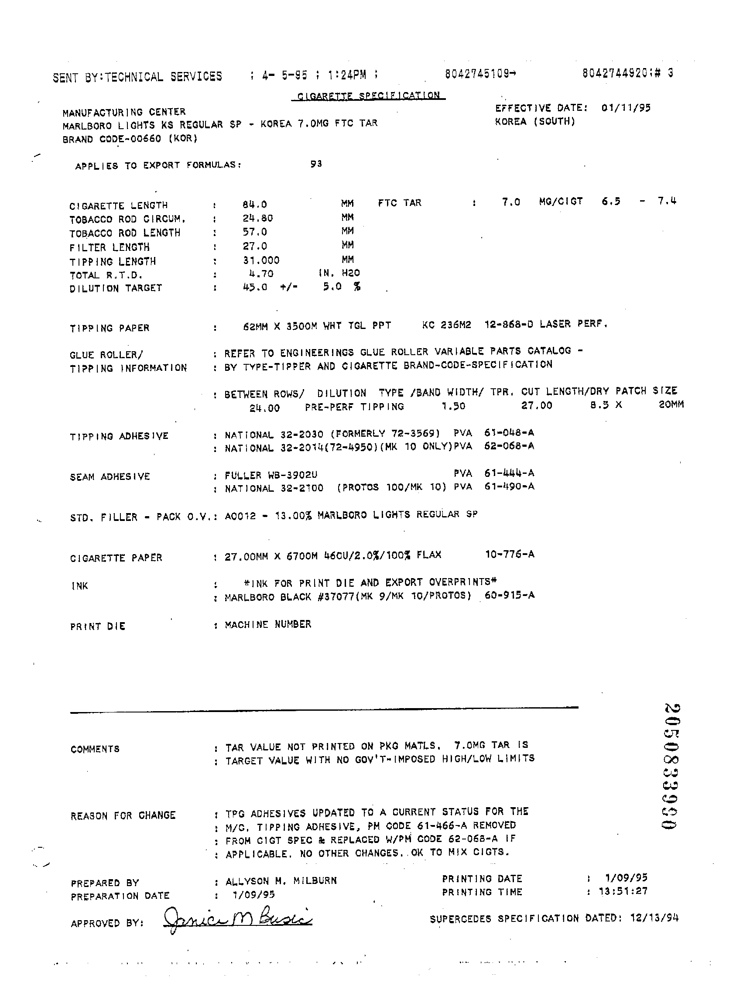 SENT BY:TECHNICAL SERVICES ; 4- 5-95 ; 1:24PM ; 8042745109→ 8042744920:# 3
CIGARETTE SPECIFICATION
MANUFACTURING CENTER EFFECTIVE DATE: 01/11/95
MARLBORO LIGHTS KS REGULAR SP - KOREA 7.0MG FTC TAR KOREA (SOUTH)
BRAND CODE-00660 (KOR)
APPLIES TO EXPORT FORMULAS: 93
CIGARETTE LENGTH : 84.0 MM FTC TAR : 7.0 MG/CIGT 6.5 - 7.4
TOBACCO ROD CIRCUM. : 24.80 MM
TOBACCO ROD LENGTH : 57.0 MM
FILTER LENGTH : 27.0 MM
TIPPING LENGTH : 31.000 MM
TOTAL R.T.D. : 4.70 IN. H2O
DILUTION TARGET : 45.0 +/- 5.0 %
TIPPING PAPER : 62MM X 3500M WHT TGL PPT KC 236M2 12-868-D LASER PERF.
GLUE ROLLER/ : REFER TO ENGINEERINGS GLUE ROLLER VARIABLE PARTS CATALOG -
TIPPING INFORMATION : BY TYPE-TIPPER AND CIGARETTE BRAND-CODE-SPECIFICATION
: BETWEEN ROWS/ DILUTION TYPE /BAND WIDTH/ TPR. CUT LENGTH/DRY PATCH SIZE
24.00 PRE-PERF TIPPING 1.50 27.00 8.5 X 20MM
TIPPING ADHESIVE : NATIONAL 32-2030 (FORMERLY 72-3569) PVA 61-048-A
: NATIONAL 32-2014(72-4950)(MK 10 ONLY)PVA 62-068-A
SEAM ADHESIVE : FULLER WB-3902U PVA 61-444-A
: NATIONAL 32-2100 (PROTOS 100/MK 10) PVA 61-490-A
STD. FILLER - PACK O.V.: A0012 - 13.00% MARLBORO LIGHTS REGULAR SP
CIGARETTE PAPER : 27.00MM X 6700M 46CU/2.0%/100% FLAX 10-776-A
INK : *INK FOR PRINT DIE AND EXPORT OVERPRINTS*
: MARLBORO BLACK #37077(MK 9/MK 10/PROTOS) 60-915-A
PRINT DIE : MACHINE NUMBER
COMMENTS : TAR VALUE NOT PRINTED ON PKG MATLS. 7.0MG TAR IS
: TARGET VALUE WITH NO GOV'T-IMPOSED HIGH/LOW LIMITS
REASON FOR CHANGE : TPG ADHESIVES UPDATED TO A CURRENT STATUS FOR THE
: M/C. TIPPING ADHESIVE, PM CODE 61-466-A REMOVED
: FROM CIGT SPEC & REPLACED W/PM CODE 62-068-A IF
: APPLICABLE. NO OTHER CHANGES. OK TO MIX CIGTS.
PREPARED BY : ALLYSON M. MILBURN PRINTING DATE : 1/09/95
PREPARATION DATE : 1/09/95 PRINTING TIME : 13:51:27
APPROVED BY: Janice M Busic SUPERCEDES SPECIFICATION DATED: 12/13/94
2050833990